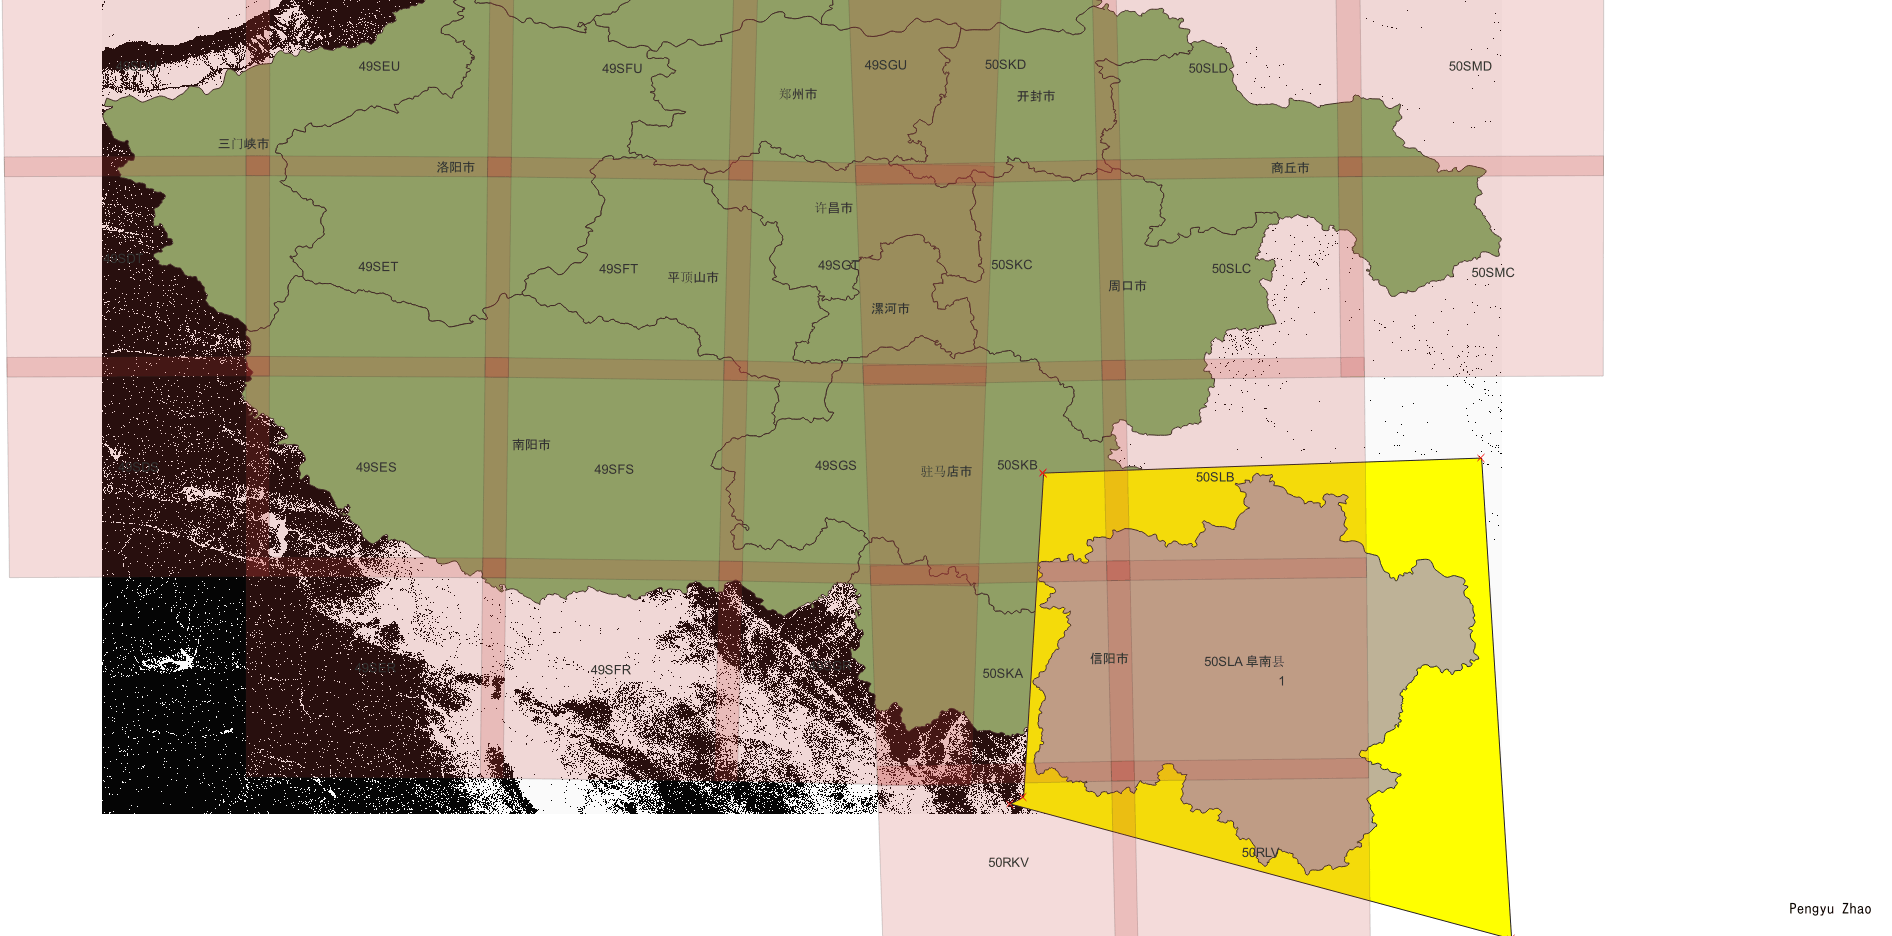 49SEU
49SFU
49SGU
50SKD
50SLD
50SMD
郑州市
开封市
三门峡市
洛阳市
商丘市
许昌市
49SDT
49SET
49SFT
平顶山市
49SGT
50SKC
周口市
50SLC
50SMC
漯河市
南阳市
49SES
49SFS
49SGS
驻马店市
50SKB
50SLB
信阳市
50SLA 阜南县
1
49SFR
50SKA
50RKV
50RLV
Pengyu Zhao